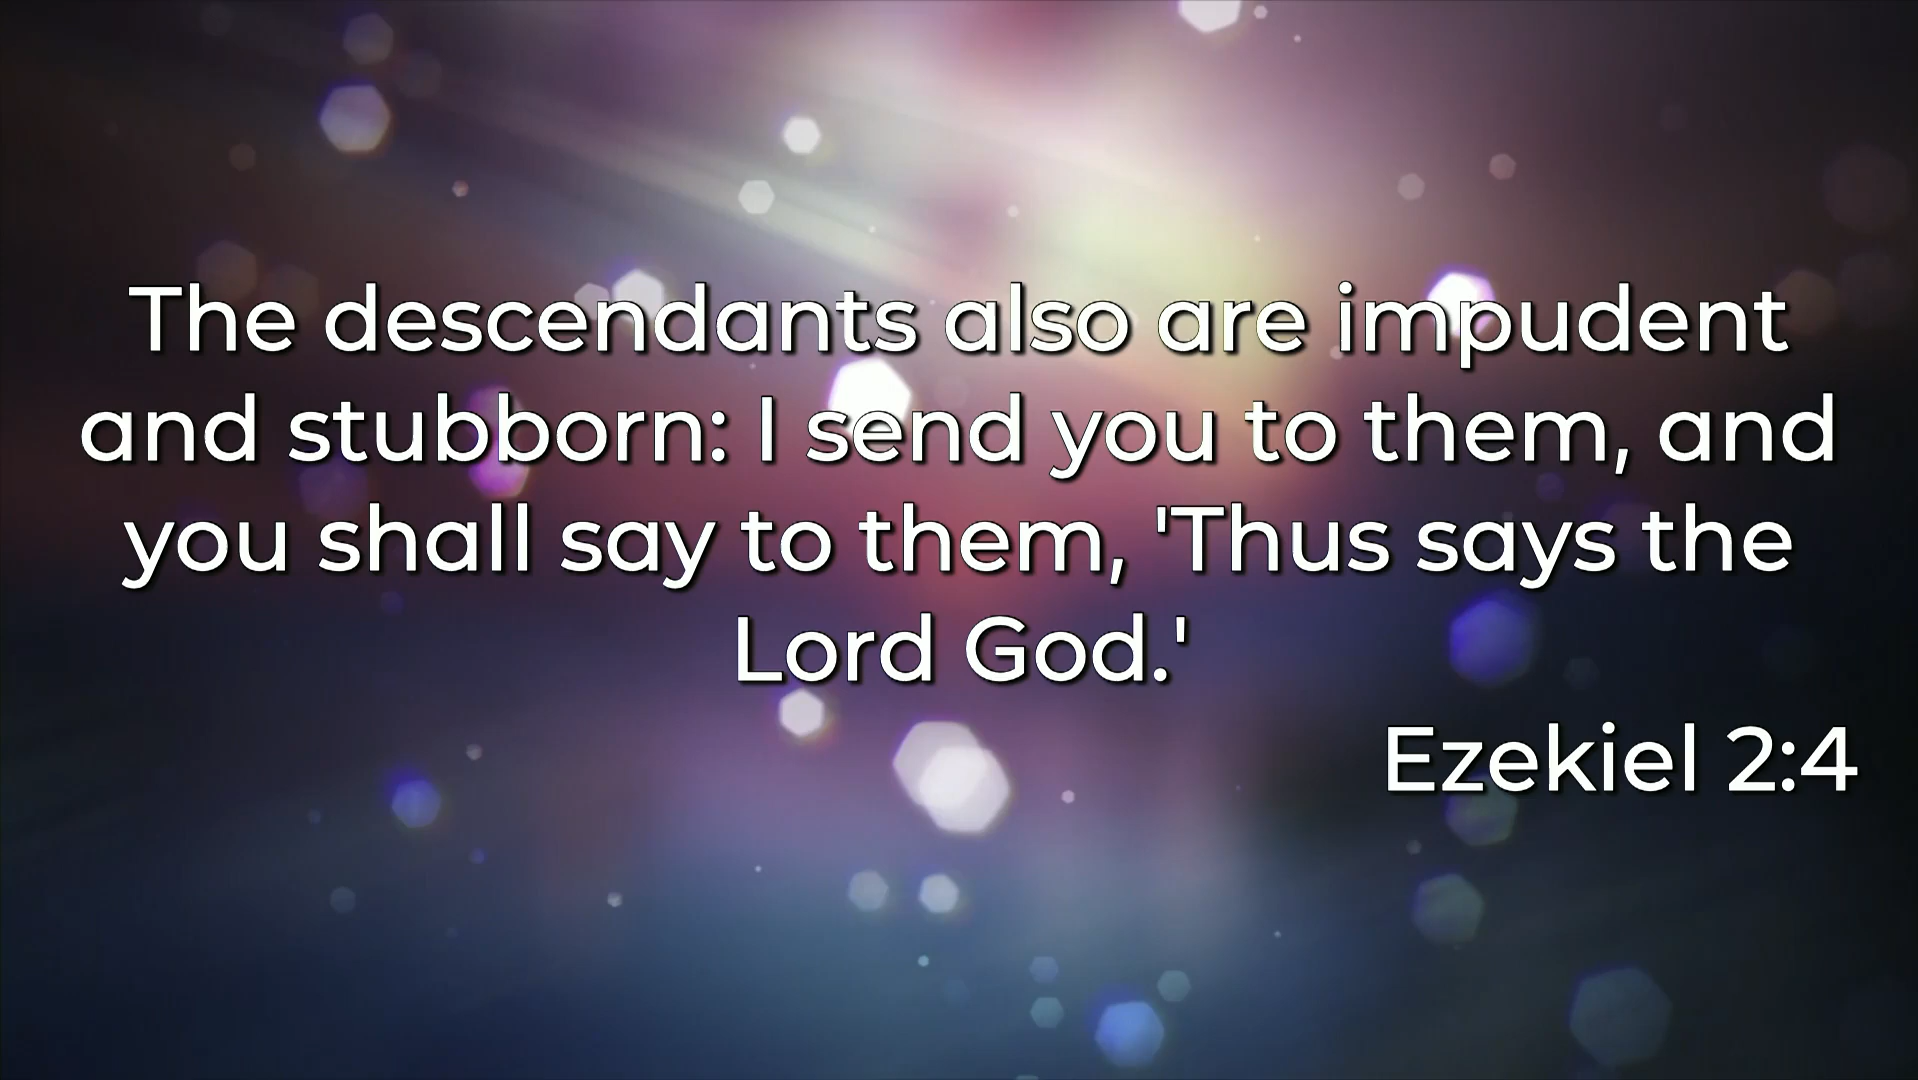 The descendants also are impudent
and stubborn: I send you to them, and
you shall say to them, 'Thus says the
Lord God.'
Ezekiel 2:4